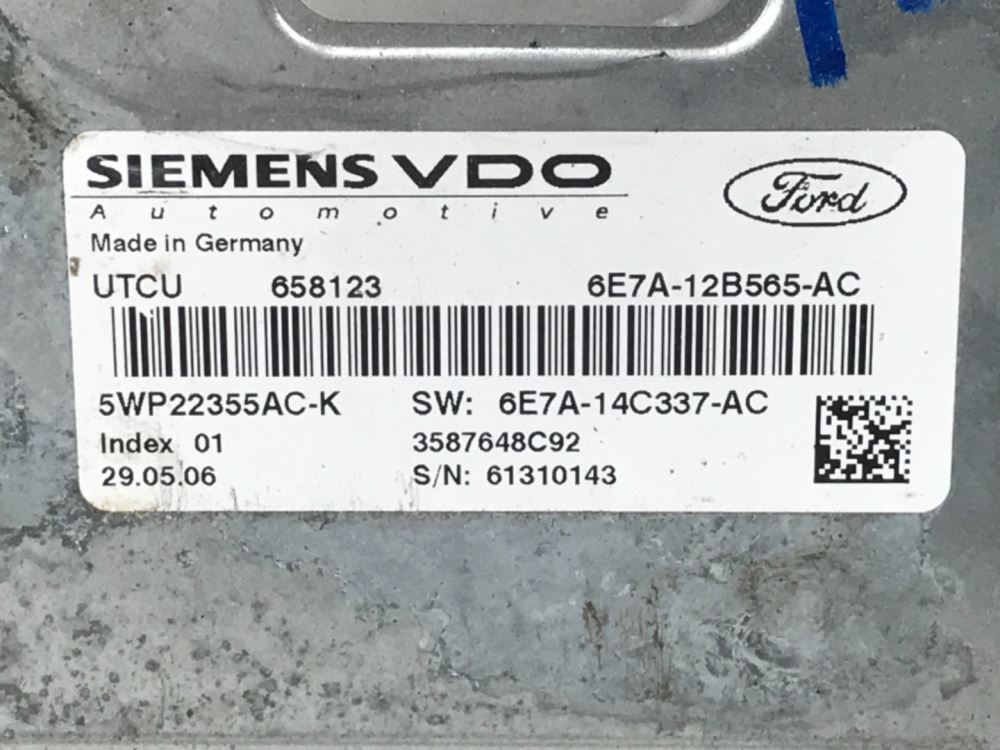 SIEMENS VDO
Automotive
Ford
Made in Germany
UTCU 658123 6E7A-12B565-AC
5WP22355AC-K SW: 6E7A-14C337-AC
Index 01 3587648C92
29.05.06 S/N: 61310143